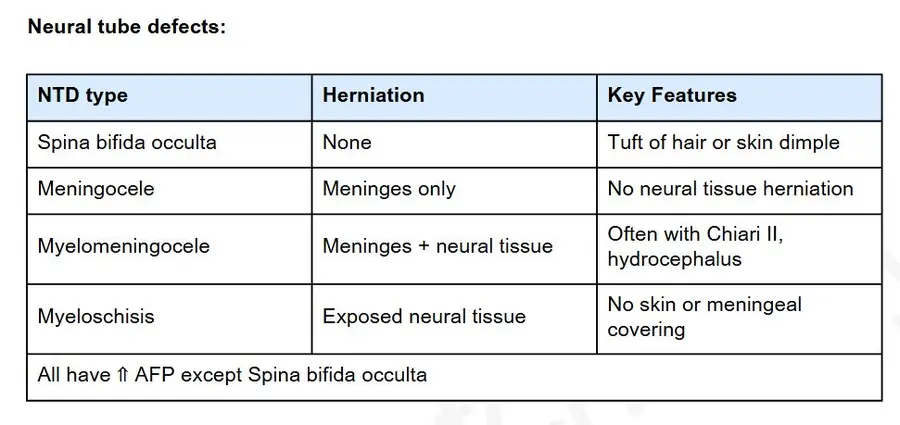 Neural tube defects:
NTD type Herniation Key Features
Spina bifida occulta None Tuft of hair or skin dimple
Meningocele Meninges only No neural tissue herniation
Myelomeningocele Meninges + neural tissue Often with Chiari II,
hydrocephalus
Myeloschisis Exposed neural tissue No skin or meningeal
covering
All have ⇑ AFP except Spina bifida occulta